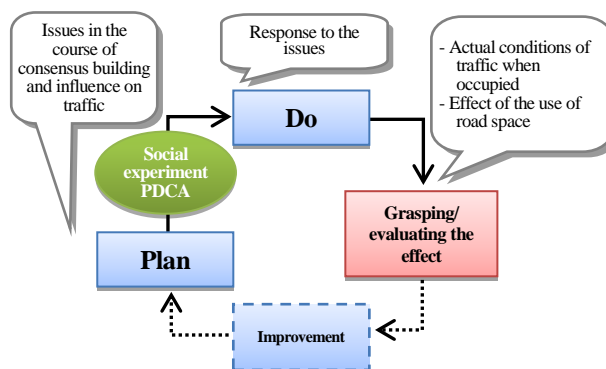 Issues in the
course of
consensus building
and influence on
traffic
Response to the
issues
- Actual conditions of
traffic when
occupied
- Effect of the use of
road space
Do
Social
experiment
PDCA
Grasping/
evaluating the
effect
Plan
Improvement